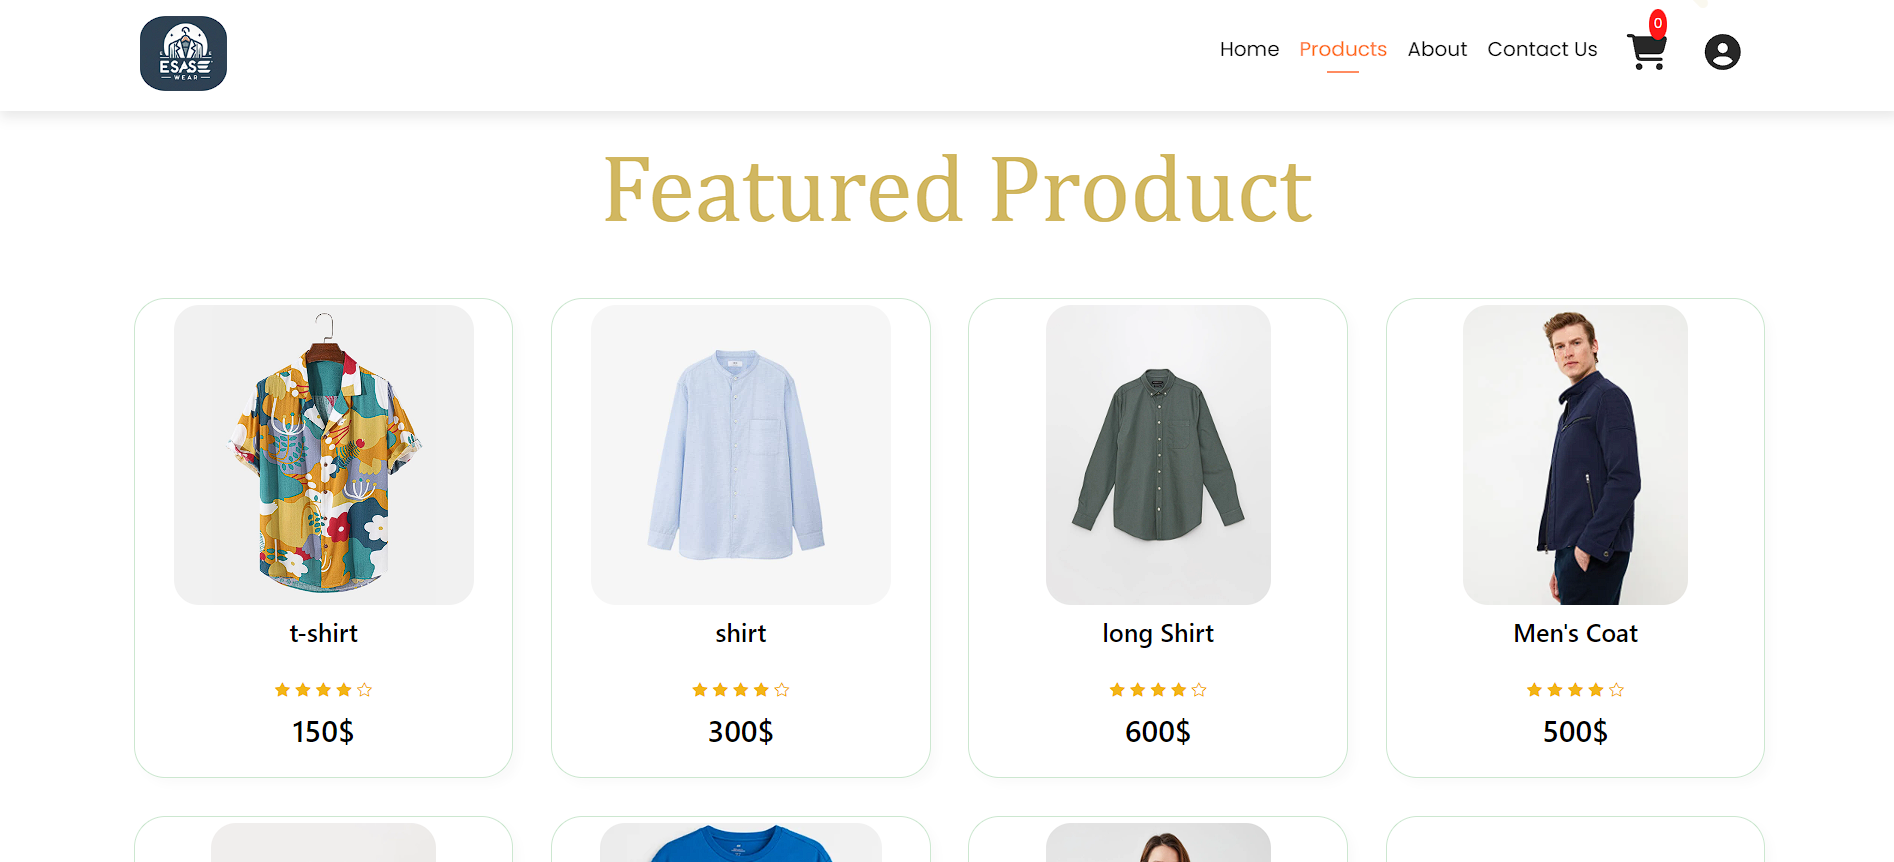 ESASE
WEAR
Home Products About Contact Us 0
Featured Product
t-shirt
150$
shirt
300$
long Shirt
600$
Men's Coat
500$